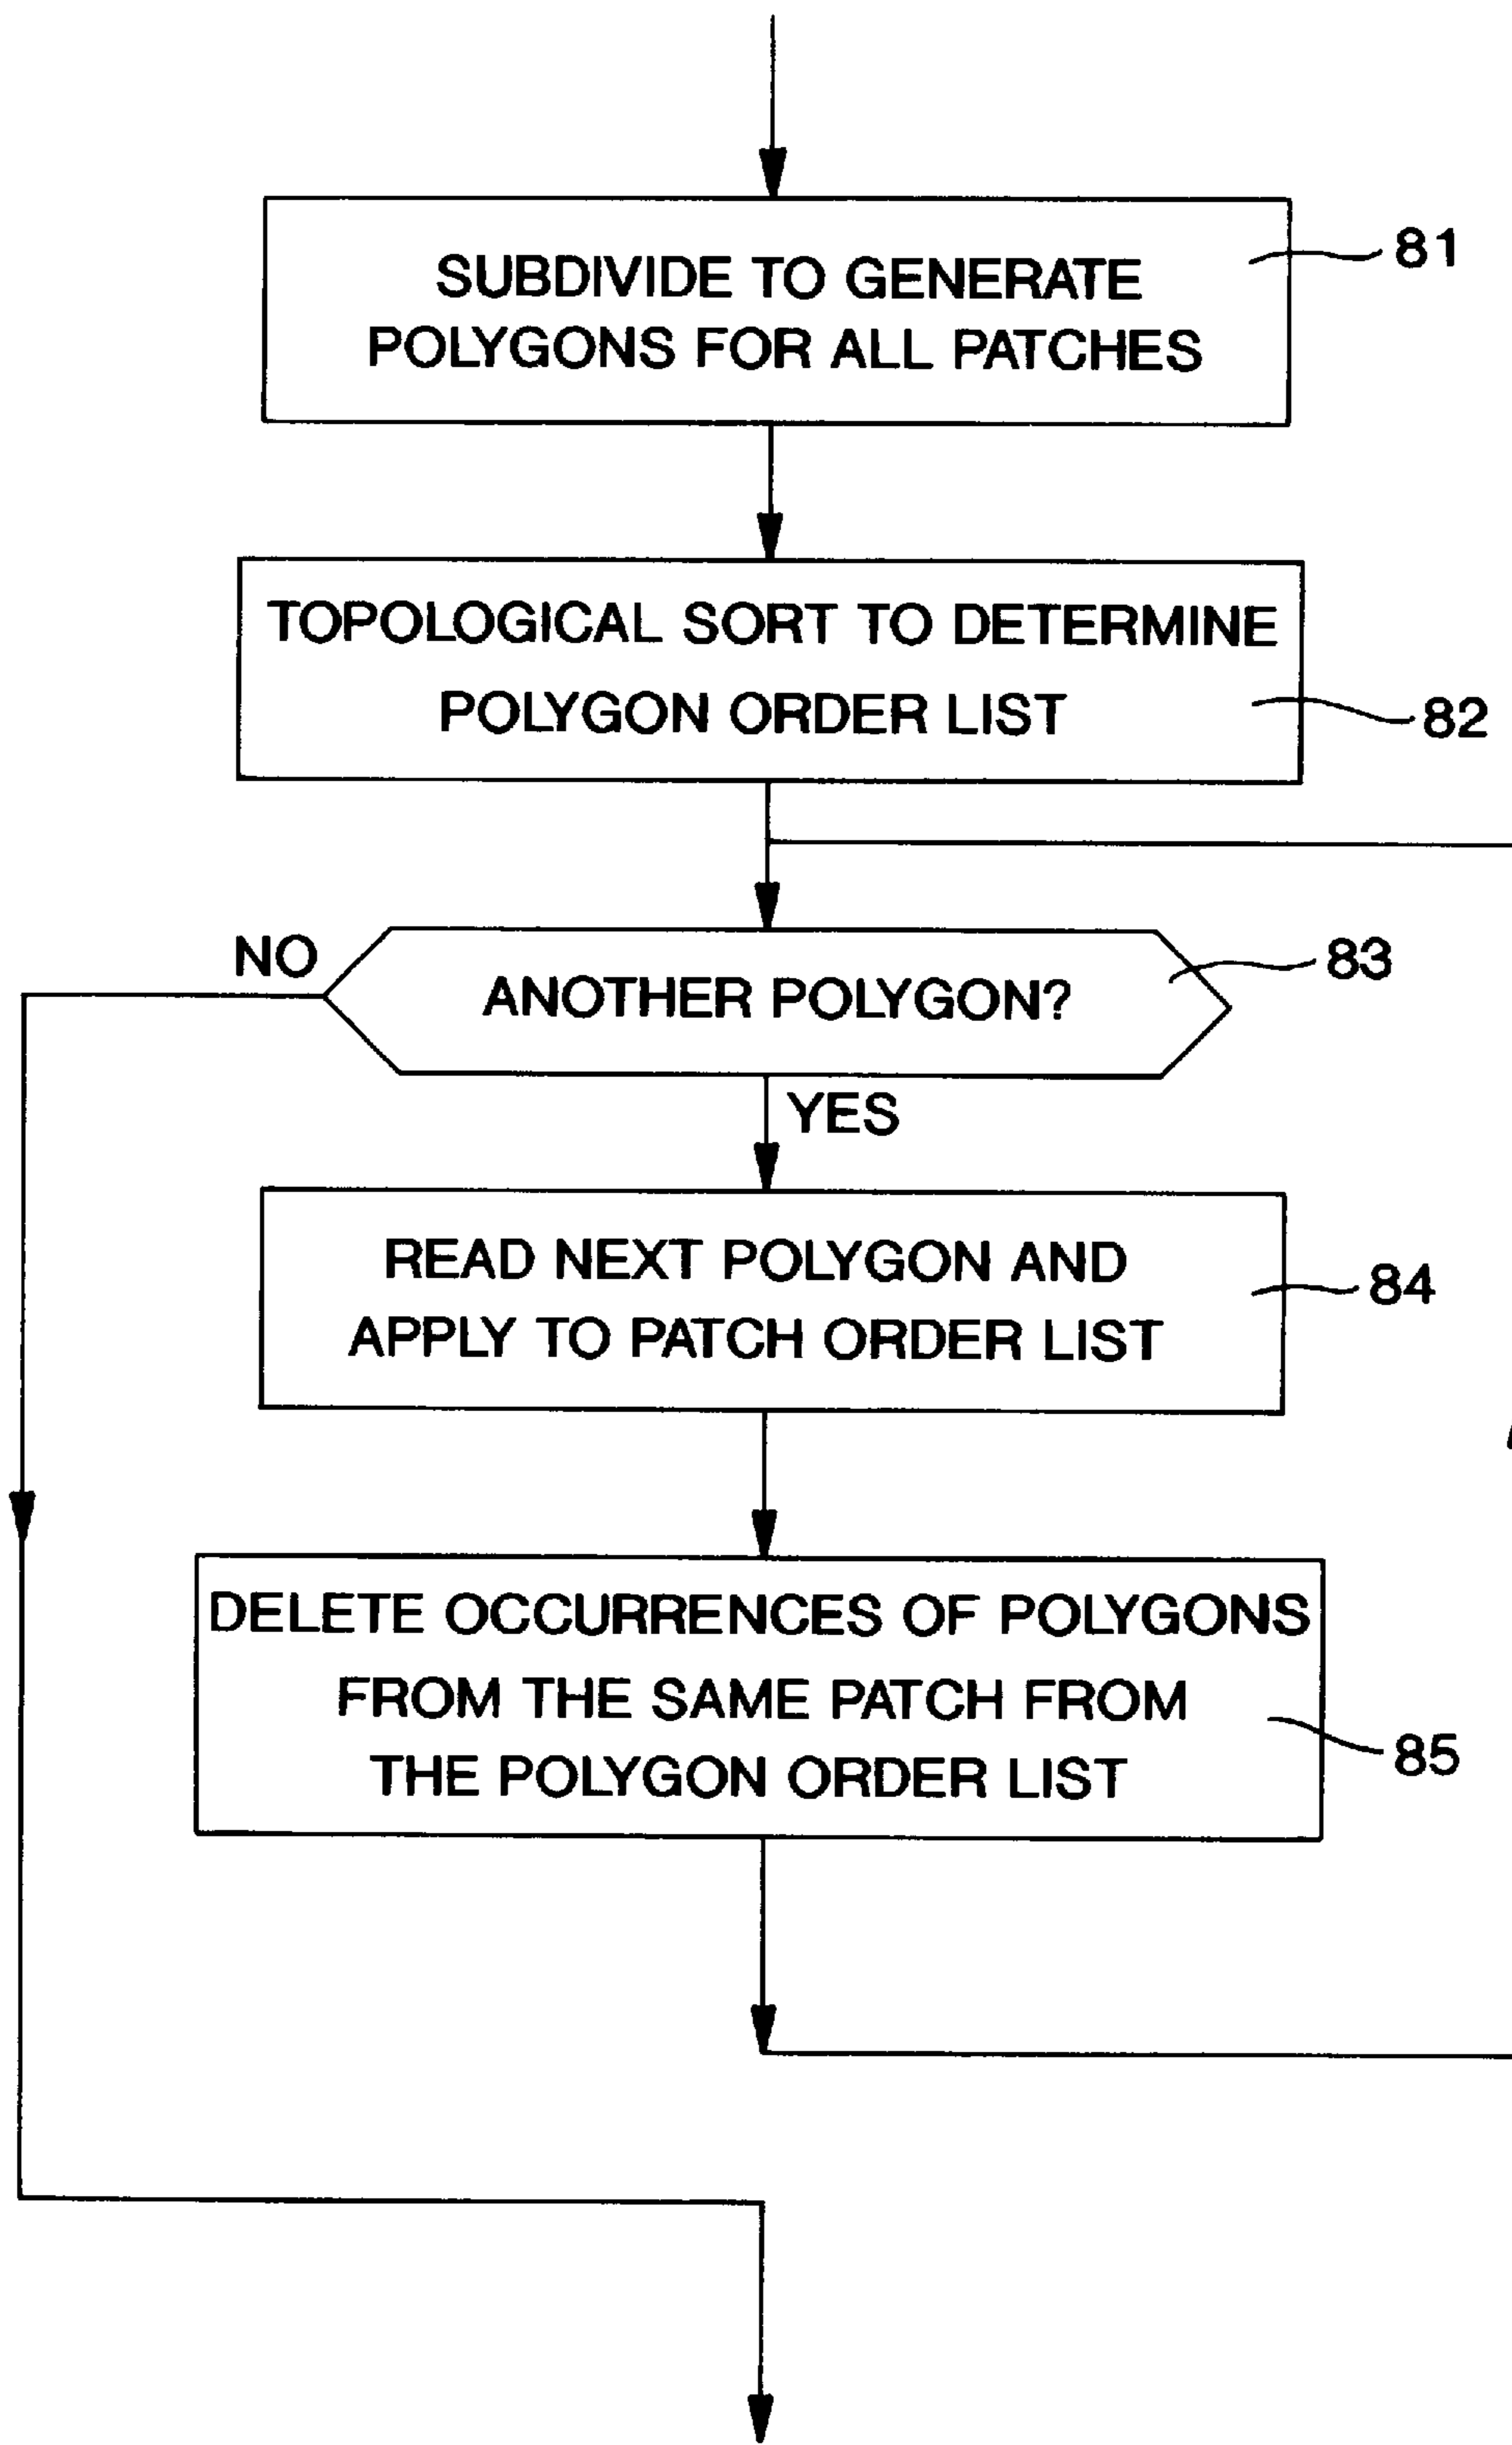 SUBDIVIDE TO GENERATE
POLYGONS FOR ALL PATCHES
81
TOPOLOGICAL SORT TO DETERMINE
POLYGON ORDER LIST
82
NO
ANOTHER POLYGON?
83
YES
READ NEXT POLYGON AND
APPLY TO PATCH ORDER LIST
84
DELETE OCCURRENCES OF POLYGONS
FROM THE SAME PATCH FROM
THE POLYGON ORDER LIST
85